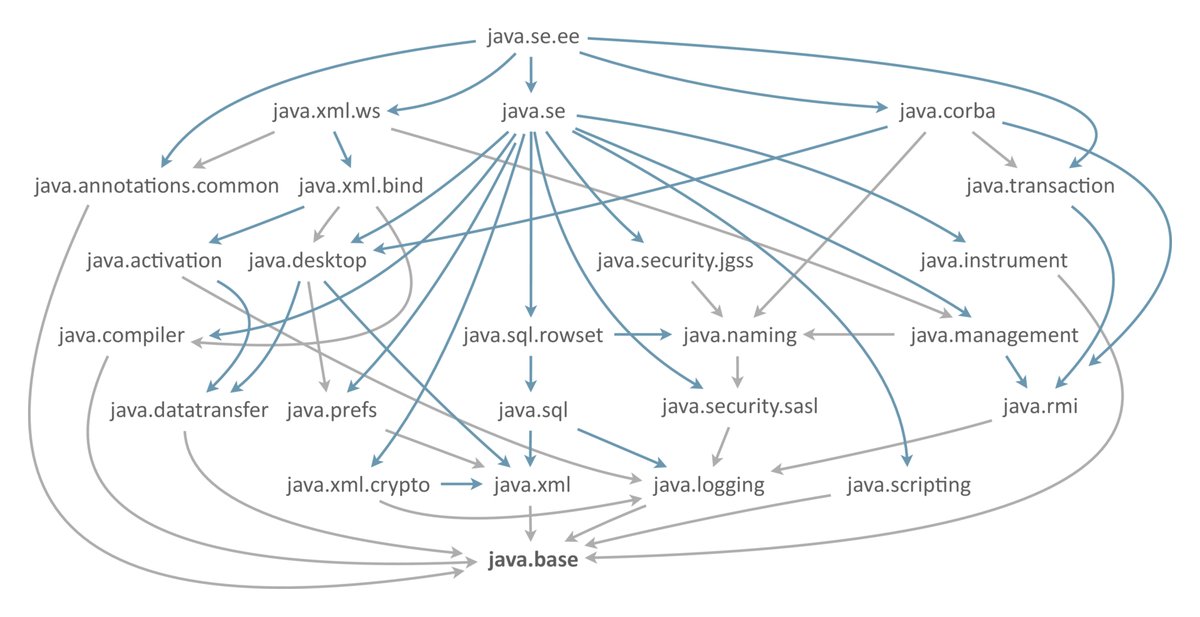 java.se.ee
java.xml.ws
java.se
java.corba
java.annotations.common
java.xml.bind
java.transaction
java.activation
java.desktop
java.security.jgss
java.instrument
java.compiler
java.sql.rowset
java.naming
java.management
java.datatransfer
java.prefs
java.sql
java.security.sasl
java.rmi
java.xml.crypto
java.xml
java.logging
java.scripting
java.base